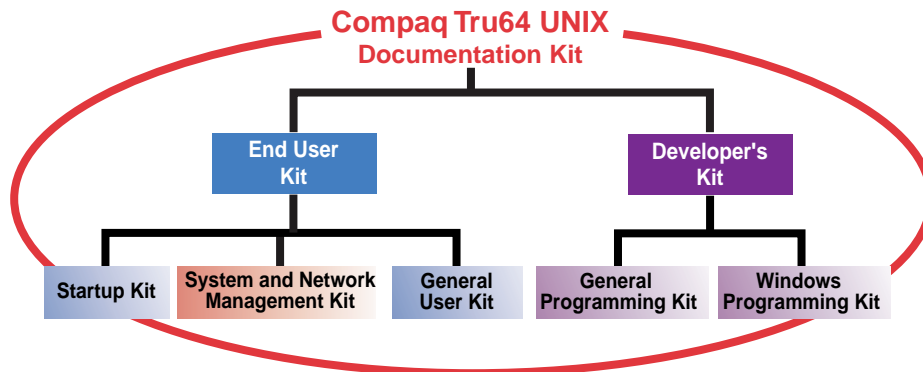 Compaq Tru64 UNIX
Documentation Kit
End User
Kit
Developer's
Kit
Startup Kit
System and Network
Management Kit
General
User Kit
General
Programming Kit
Windows
Programming Kit